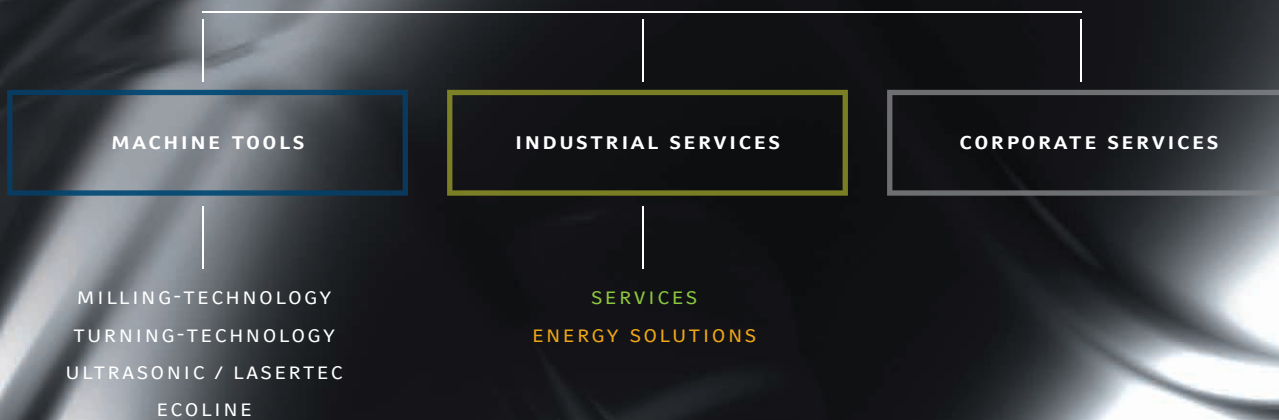 MACHINE TOOLS
INDUSTRIAL SERVICES
CORPORATE SERVICES
MILLING-TECHNOLOGY
TURNING-TECHNOLOGY
ULTRASONIC / LASERTEC
ECOLINE
SERVICES
ENERGY SOLUTIONS